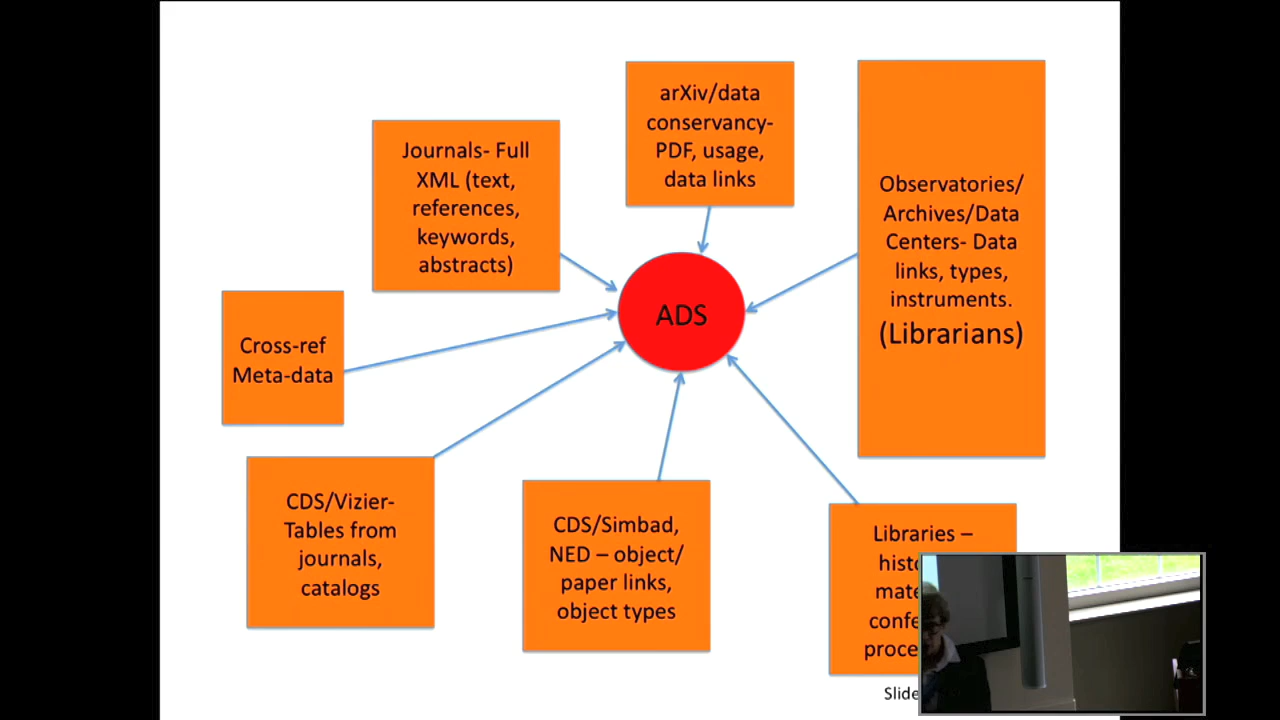 arXiv/data
conservancy-
PDF, usage,
data links
Journals- Full
XML (text,
references,
keywords,
abstracts)
Observatories/
Archives/Data
Centers- Data
links, types,
instruments.
(Librarians)
ADS
Cross-ref
Meta-data
CDS/Vizier-
Tables from
journals,
catalogs
CDS/Simbad,
NED – object/
paper links,
object types
Libraries –
Slide